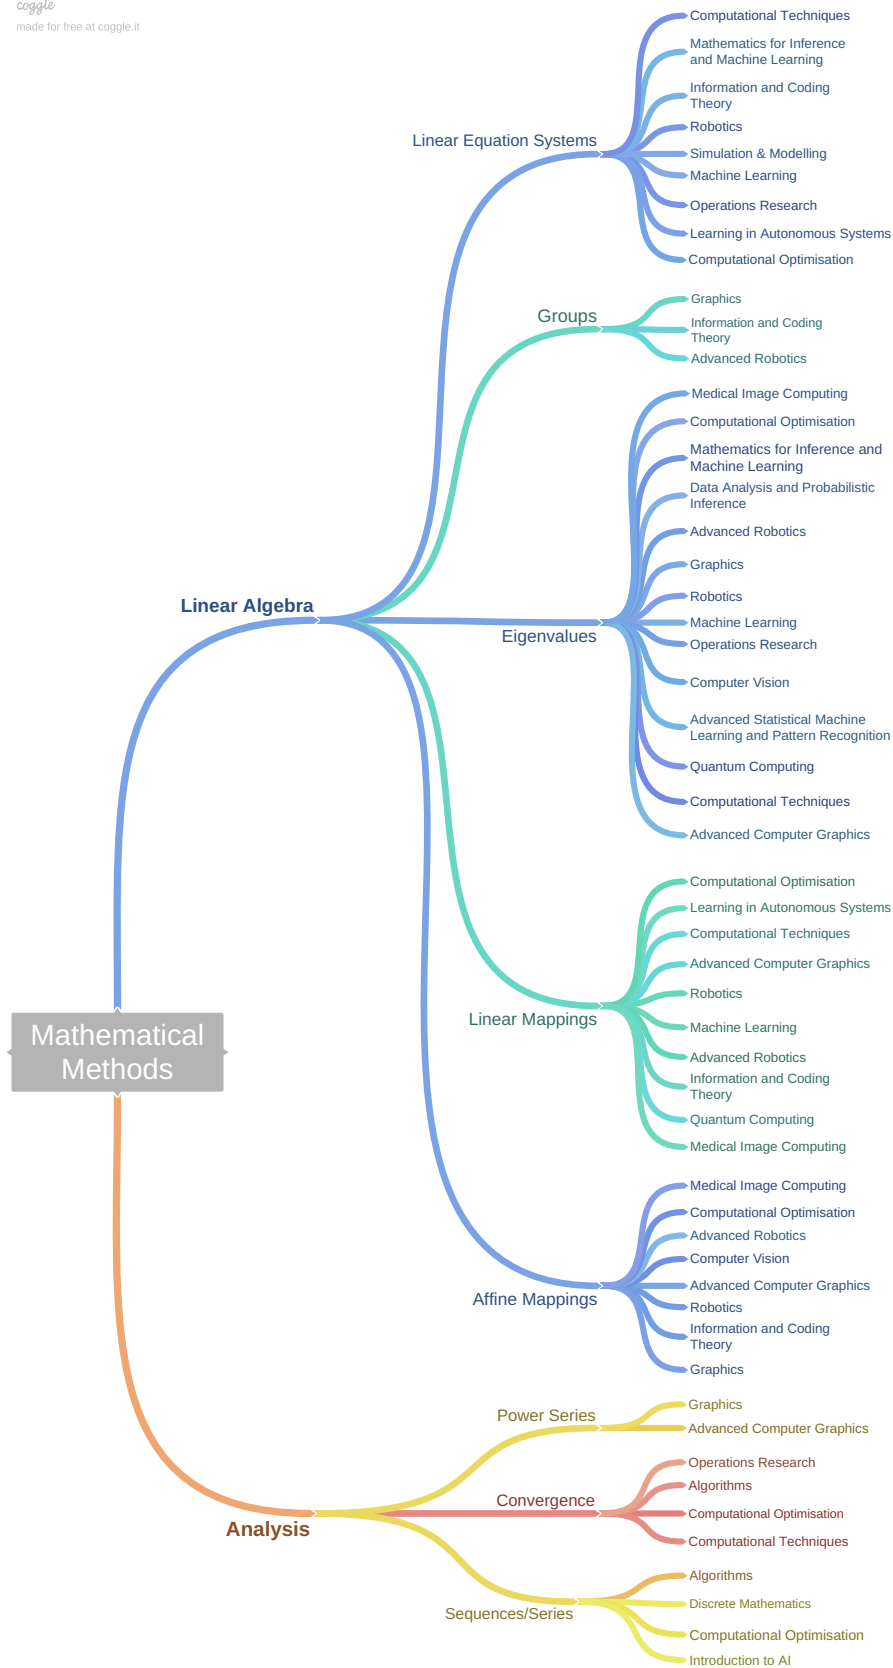 coggle
made for free at coggle.it
Computational Techniques
Mathematics for Inference
and Machine Learning
Information and Coding
Theory
Robotics
Linear Equation Systems
Simulation & Modelling
Machine Learning
Operations Research
Learning in Autonomous Systems
Computational Optimisation
Graphics
Groups
Information and Coding
Theory
Advanced Robotics
Medical Image Computing
Computational Optimisation
Mathematics for Inference and
Machine Learning
Data Analysis and Probabilistic
Inference
Advanced Robotics
Graphics
Robotics
Linear Algebra
Machine Learning
Eigenvalues
Operations Research
Computer Vision
Advanced Statistical Machine
Learning and Pattern Recognition
Quantum Computing
Computational Techniques
Advanced Computer Graphics
Computational Optimisation
Learning in Autonomous Systems
Computational Techniques
Advanced Computer Graphics
Robotics
Linear Mappings
Machine Learning
Mathematical
Methods
Advanced Robotics
Information and Coding
Theory
Quantum Computing
Medical Image Computing
Medical Image Computing
Computational Optimisation
Advanced Robotics
Computer Vision
Advanced Computer Graphics
Affine Mappings
Robotics
Information and Coding
Theory
Graphics
Graphics
Power Series
Advanced Computer Graphics
Operations Research
Algorithms
Convergence
Computational Optimisation
Analysis
Computational Techniques
Algorithms
Discrete Mathematics
Sequences/Series
Computational Optimisation
Introduction to AI